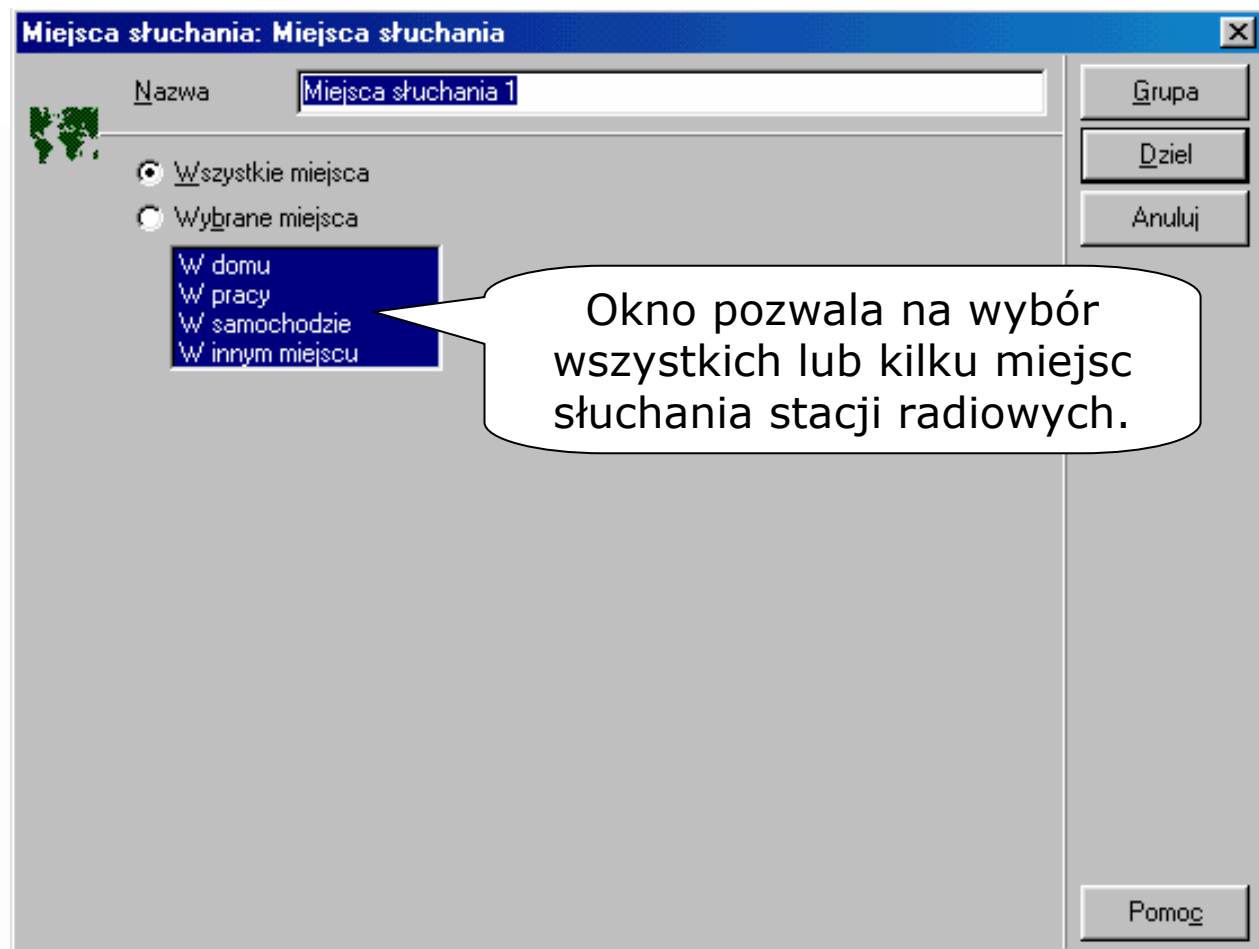 Miejsca słuchania: Miejsca słuchania
Nazwa
Miejsca słuchania 1
Wszystkie miejsca
Wybrane miejsca
W domu
W pracy
W samochodzie
W innym miejscu
Okno pozwala na wybór
wszystkich lub kilku miejsc
słuchania stacji radiowych.
Grupa
Dziel
Anuluj
Pomoc